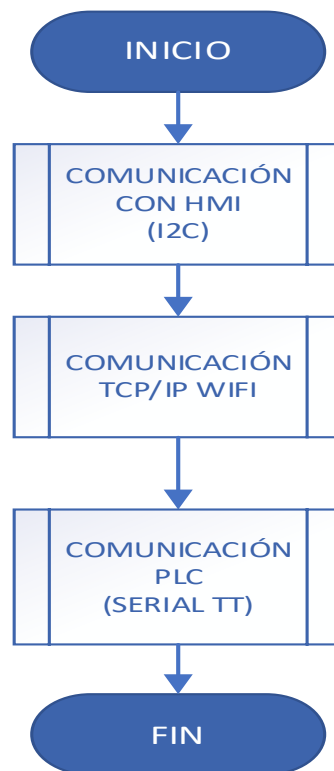 INICIO
COMUNICACIÓN
CON HMI
(I2C)
COMUNICACIÓN
TCP/IP WIFI
COMUNICACIÓN
PLC
(SERIAL TT)
FIN